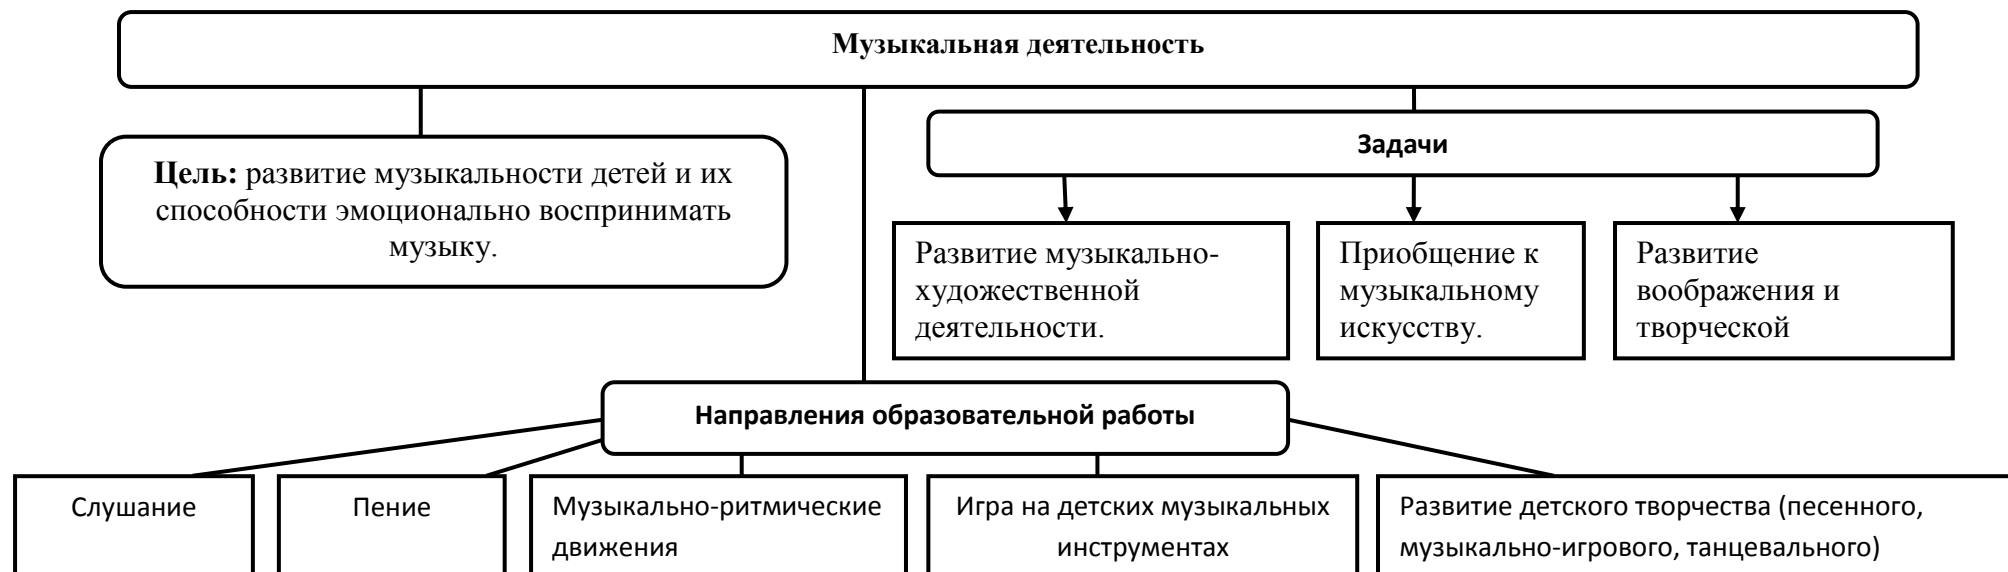 Музыкальная деятельность
Цель: развитие музыкальности детей и их
способности эмоционально воспринимать
музыку.
Задачи
Развитие музыкально-
художественной
деятельности.
Приобщение к
музыкальному
искусству.
Развитие
воображения и
творческой
Направления образовательной работы
Слушание
Пение
Музыкально-ритмические
движения
Игра на детских музыкальных
инструментах
Развитие детского творчества (песенного,
музыкально-игрового, танцевального)